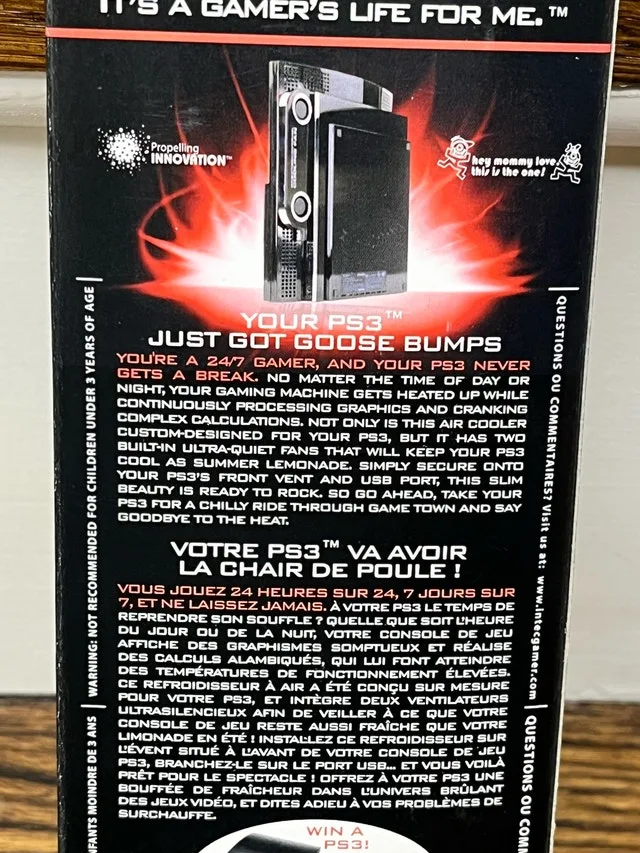 IT'S A GAMER'S LIFE FOR ME.™
Propelling
INNOVATION™
hey mommy love,
this is the one!
YOUR PS3™
JUST GOT GOOSE BUMPS
YOU'RE A 24/7 GAMER, AND YOUR PS3 NEVER
GETS A BREAK. NO MATTER THE TIME OF DAY OR
NIGHT, YOUR GAMING MACHINE GETS HEATED UP WHILE
CONTINUOUSLY PROCESSING GRAPHICS AND CRANKING
COMPLEX CALCULATIONS. NOT ONLY IS THIS AIR COOLER
CUSTOM-DESIGNED FOR YOUR PS3, BUT IT HAS TWO
BUILT-IN ULTRA-QUIET FANS THAT WILL KEEP YOUR PS3
COOL AS SUMMER LEMONADE. SIMPLY SECURE ONTO
YOUR PS3'S FRONT VENT AND USB PORT, THIS SLIM
BEAUTY IS READY TO ROCK. SO GO AHEAD, TAKE YOUR
PS3 FOR A CHILLY RIDE THROUGH GAME TOWN AND SAY
GOODBYE TO THE HEAT.
VOTRE PS3™ VA AVOIR
LA CHAIR DE POULE !
VOUS JOUEZ 24 HEURES SUR 24, 7 JOURS SUR
7, ET NE LAISSEZ JAMAIS. À VOTRE PS3 LE TEMPS DE
REPRENDRE SON SOUFFLE ? QUELLE QUE SOIT L'HEURE
DU JOUR OU DE LA NUIT, VOTRE CONSOLE DE JEU
AFFICHE DES GRAPHISMES SOMPTUEUX ET RÉALISE
DES CALCULS ALAMBIQUÉS, QUI LUI FONT ATTEINDRE
DES TEMPÉRATURES DE FONCTIONNEMENT ÉLEVÉES.
CE REFROIDISSEUR À AIR A ÉTÉ CONÇU SUR MESURE
POUR VOTRE PS3, ET INTÈGRE DEUX VENTILATEURS
ULTRASILENCIEUX AFIN DE VEILLER À CE QUE VOTRE
CONSOLE DE JEU RESTE AUSSI FRAÎCHE QUE VOTRE
LIMONADE EN ÉTÉ ! INSTALLEZ CE REFROIDISSEUR SUR
L'ÉVENT SITUÉ À L'AVANT DE VOTRE CONSOLE DE JEU
PS3, BRANCHEZ-LE SUR LE PORT USB... ET VOUS VOILÀ
PRÊT POUR LE SPECTACLE ! OFFREZ À VOTRE PS3 UNE
BOUFFÉE DE FRAÎCHEUR DANS L'UNIVERS BRÛLANT
DES JEUX VIDÉO, ET DITES ADIEU À VOS PROBLÈMES DE
SURCHAUFFE.
WARNING: NOT RECOMMENDED FOR CHILDREN UNDER 3 YEARS OF AGE
NFANTS MOINDRE DE 3 ANS
QUESTIONS OU COMMENTAIRES? Visit us at: www.intecgamer.com
QUESTIONS OU COM
WIN A
PS3!